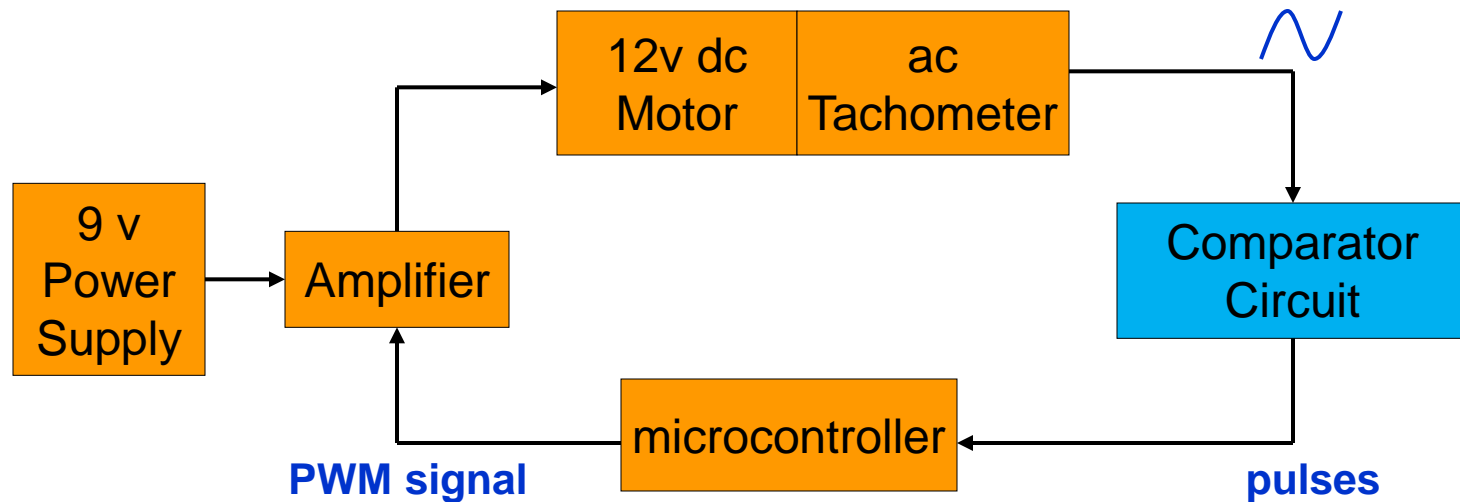 12v dc
Motor
ac
Tachometer
9 v
Power
Supply
Amplifier
Comparator
Circuit
microcontroller
PWM signal
pulses